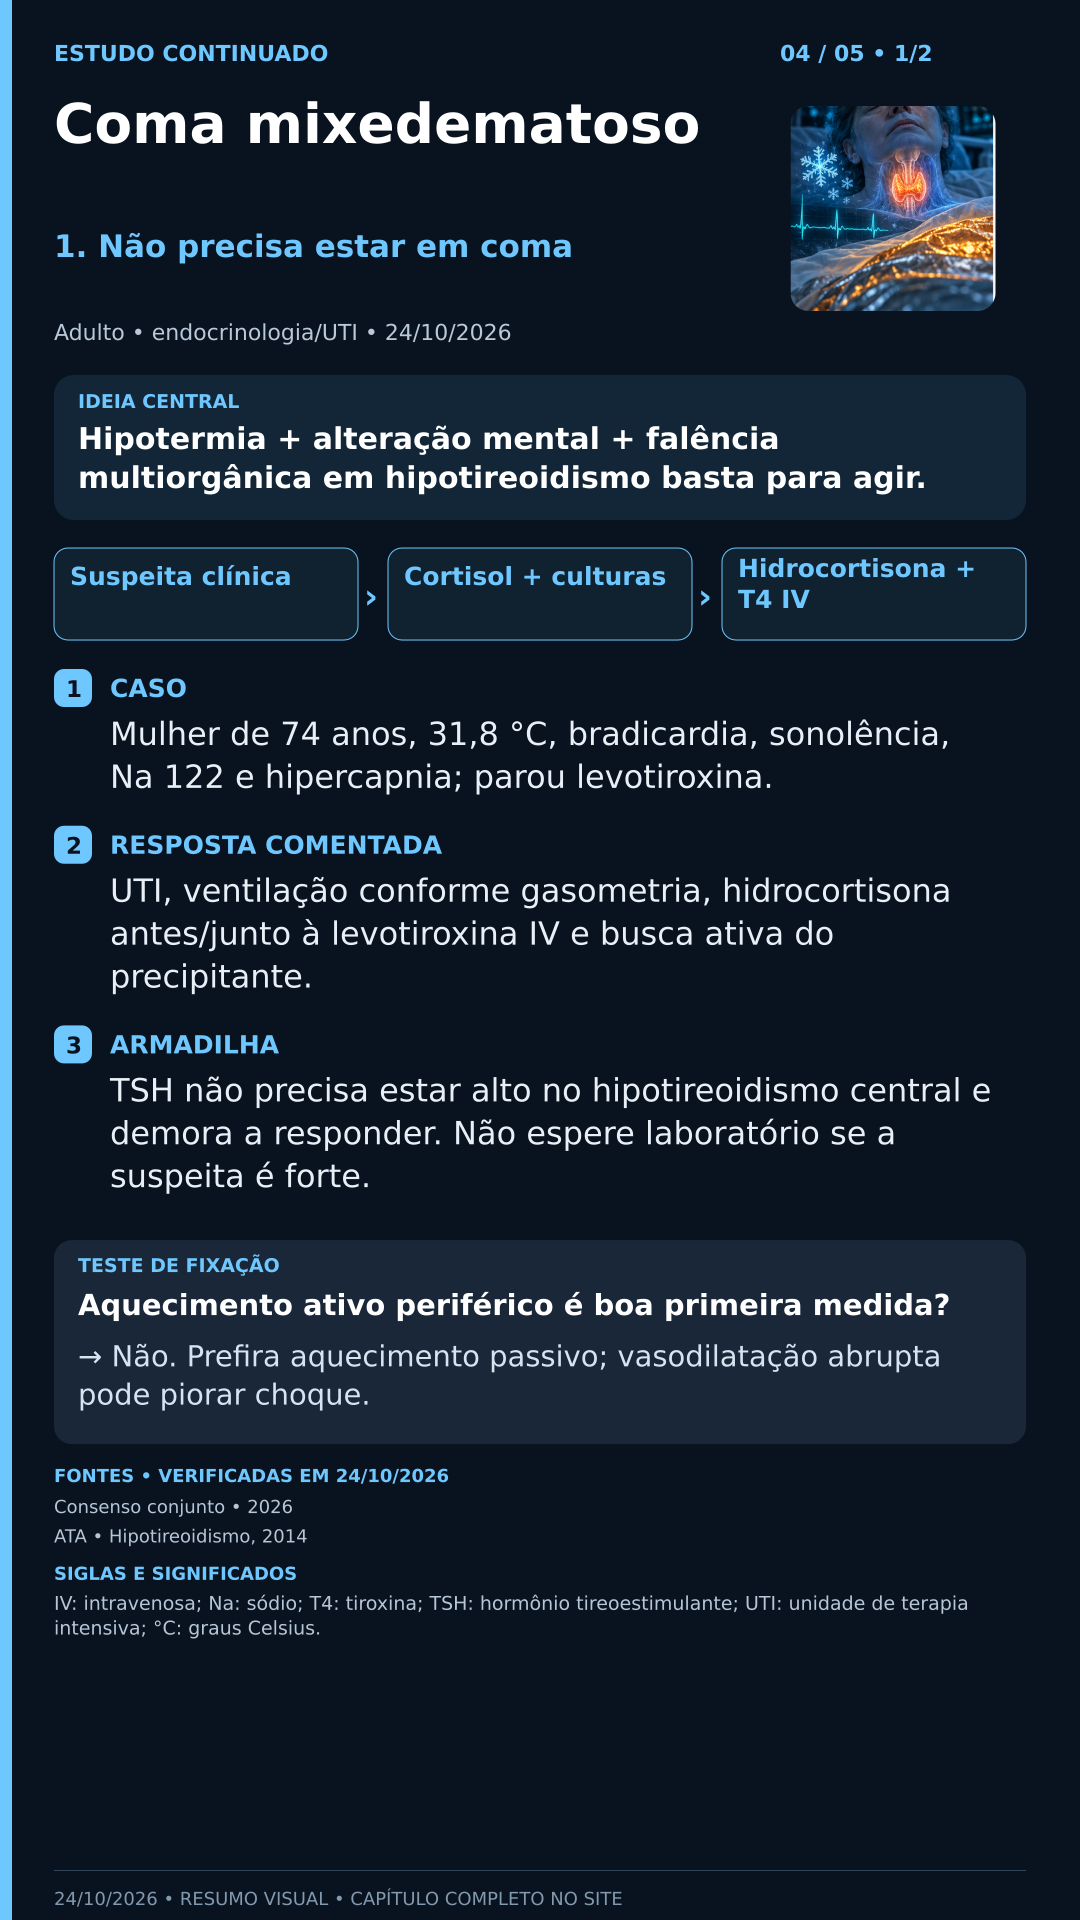 ESTUDO CONTINUADO
04 / 05 • 1/2
Coma mixedematoso
1. Não precisa estar em coma
Adulto • endocrinologia/UTI • 24/10/2026
IDEIA CENTRAL
Hipotermia + alteração mental + falência
multiorgânica em hipotireoidismo basta para agir.
Suspeita clínica
›
Cortisol + culturas
›
Hidrocortisona +
T4 IV
1 CASO
Mulher de 74 anos, 31,8 °C, bradicardia, sonolência,
Na 122 e hipercapnia; parou levotiroxina.
2 RESPOSTA COMENTADA
UTI, ventilação conforme gasometria, hidrocortisona
antes/junto à levotiroxina IV e busca ativa do
precipitante.
3 ARMADILHA
TSH não precisa estar alto no hipotireoidismo central e
demora a responder. Não espere laboratório se a
suspeita é forte.
TESTE DE FIXAÇÃO
Aquecimento ativo periférico é boa primeira medida?
→ Não. Prefira aquecimento passivo; vasodilatação abrupta
pode piorar choque.
FONTES • VERIFICADAS EM 24/10/2026
Consenso conjunto • 2026
ATA • Hipotireoidismo, 2014
SIGLAS E SIGNIFICADOS
IV: intravenosa; Na: sódio; T4: tiroxina; TSH: hormônio tireoestimulante; UTI: unidade de terapia
intensiva; °C: graus Celsius.
24/10/2026 • RESUMO VISUAL • CAPÍTULO COMPLETO NO SITE